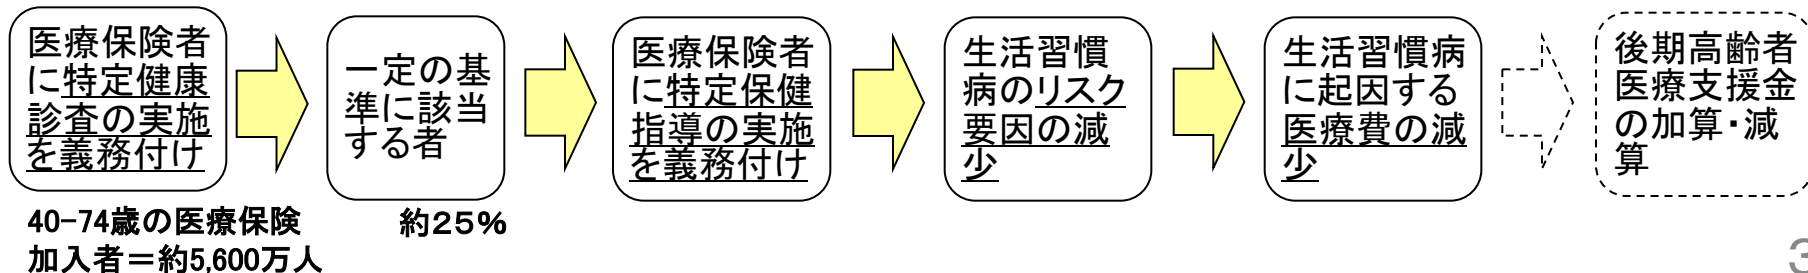 医療保険者
に特定健康
診査の実施
を義務付け
一定の基
準に該当
する者
医療保険者
に特定保健
指導の実施
を義務付け
生活習慣
病のリスク
要因の減
少
生活習慣病
に起因する
医療費の減
少
後期高齢者
医療支援金
の加算・減
算
40-74歳の医療保険
加入者＝約5,600万人
約２５％
3